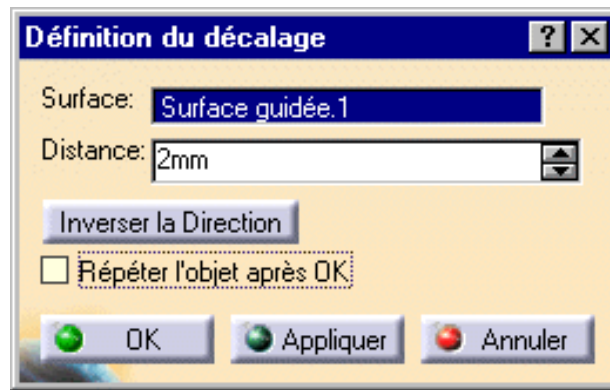 Définition du décalage
Surface: Surface guidée.1
Distance: 2mm
Inverser la Direction
Répéter l'objet après OK
OK Appliquer Annuler